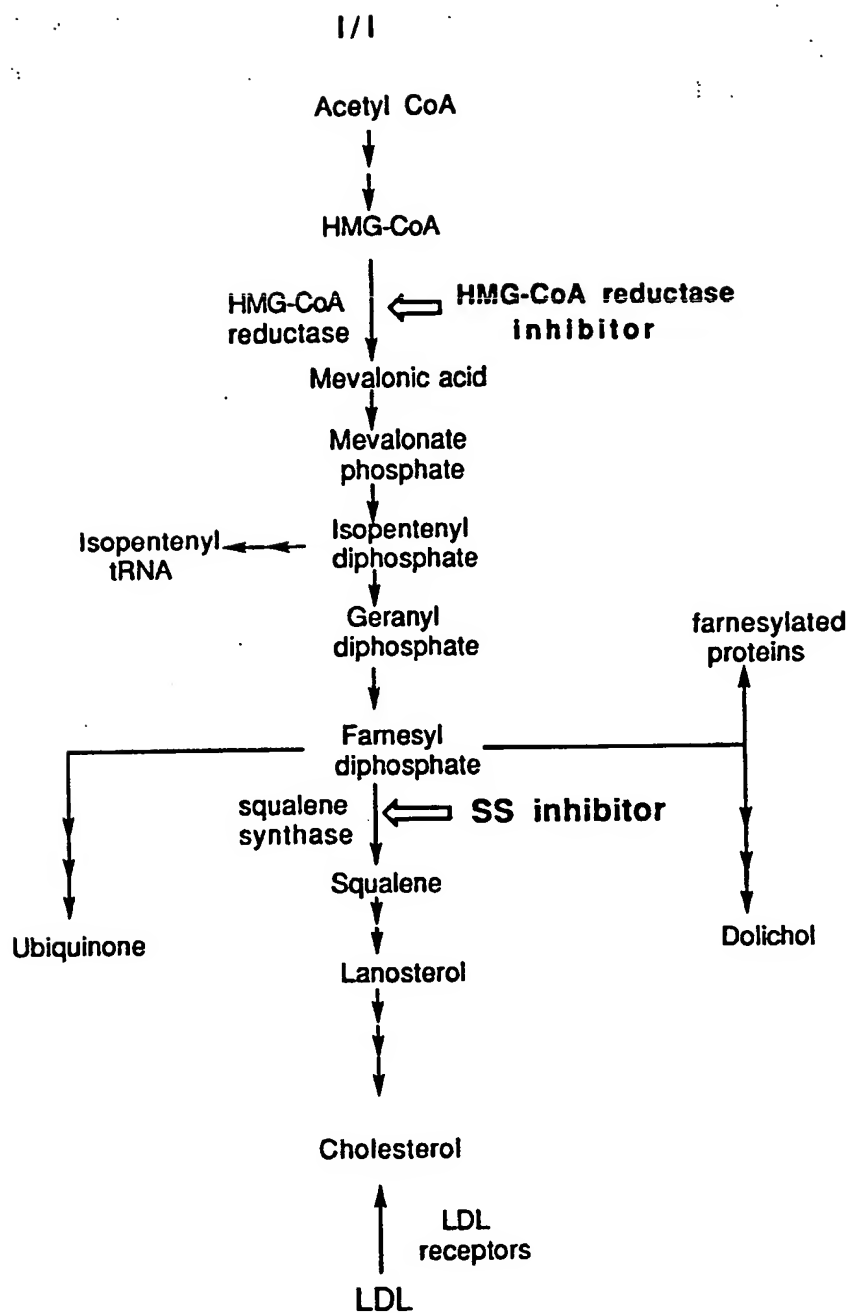 1/1
Acetyl CoA
HMG-CoA
HMG-CoA
reductase
HMG-CoA reductase
inhibitor
Mevalonic acid
Mevalonate
phosphate
Isopentenyl
tRNA
Isopentenyl
diphosphate
Geranyl
diphosphate
farnesylated
proteins
Farnesyl
diphosphate
squalene
synthase
SS inhibitor
Squalene
Ubiquinone
Dolichol
Lanosterol
Cholesterol
LDL
receptors
LDL